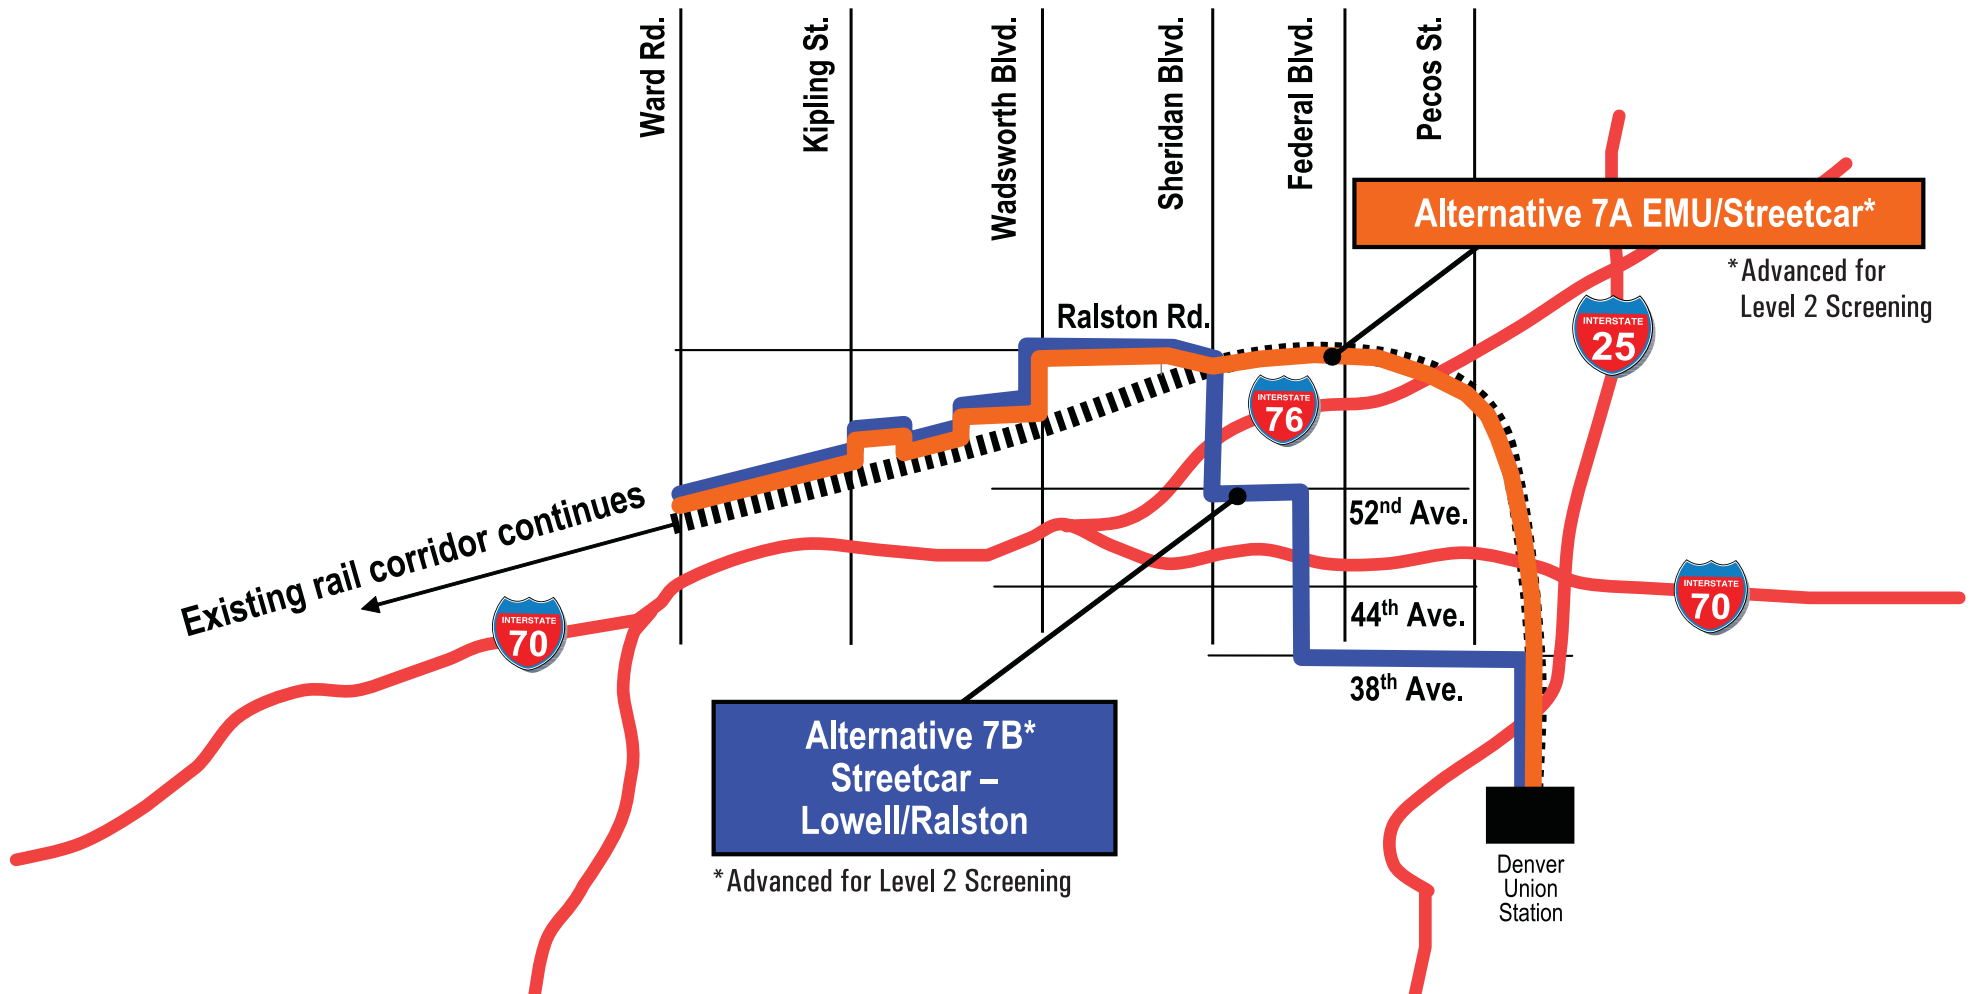 Ward Rd.
Kipling St.
Wadsworth Blvd.
Sheridan Blvd.
Federal Blvd.
Pecos St.
Alternative 7A EMU/Streetcar*
*Advanced for
Level 2 Screening
Ralston Rd.
INTERSTATE
25
INTERSTATE
76
Existing rail corridor continues
52nd Ave.
INTERSTATE
70
INTERSTATE
70
44th Ave.
38th Ave.
Alternative 7B*
Streetcar –
Lowell/Ralston
*Advanced for Level 2 Screening
Denver
Union
Station